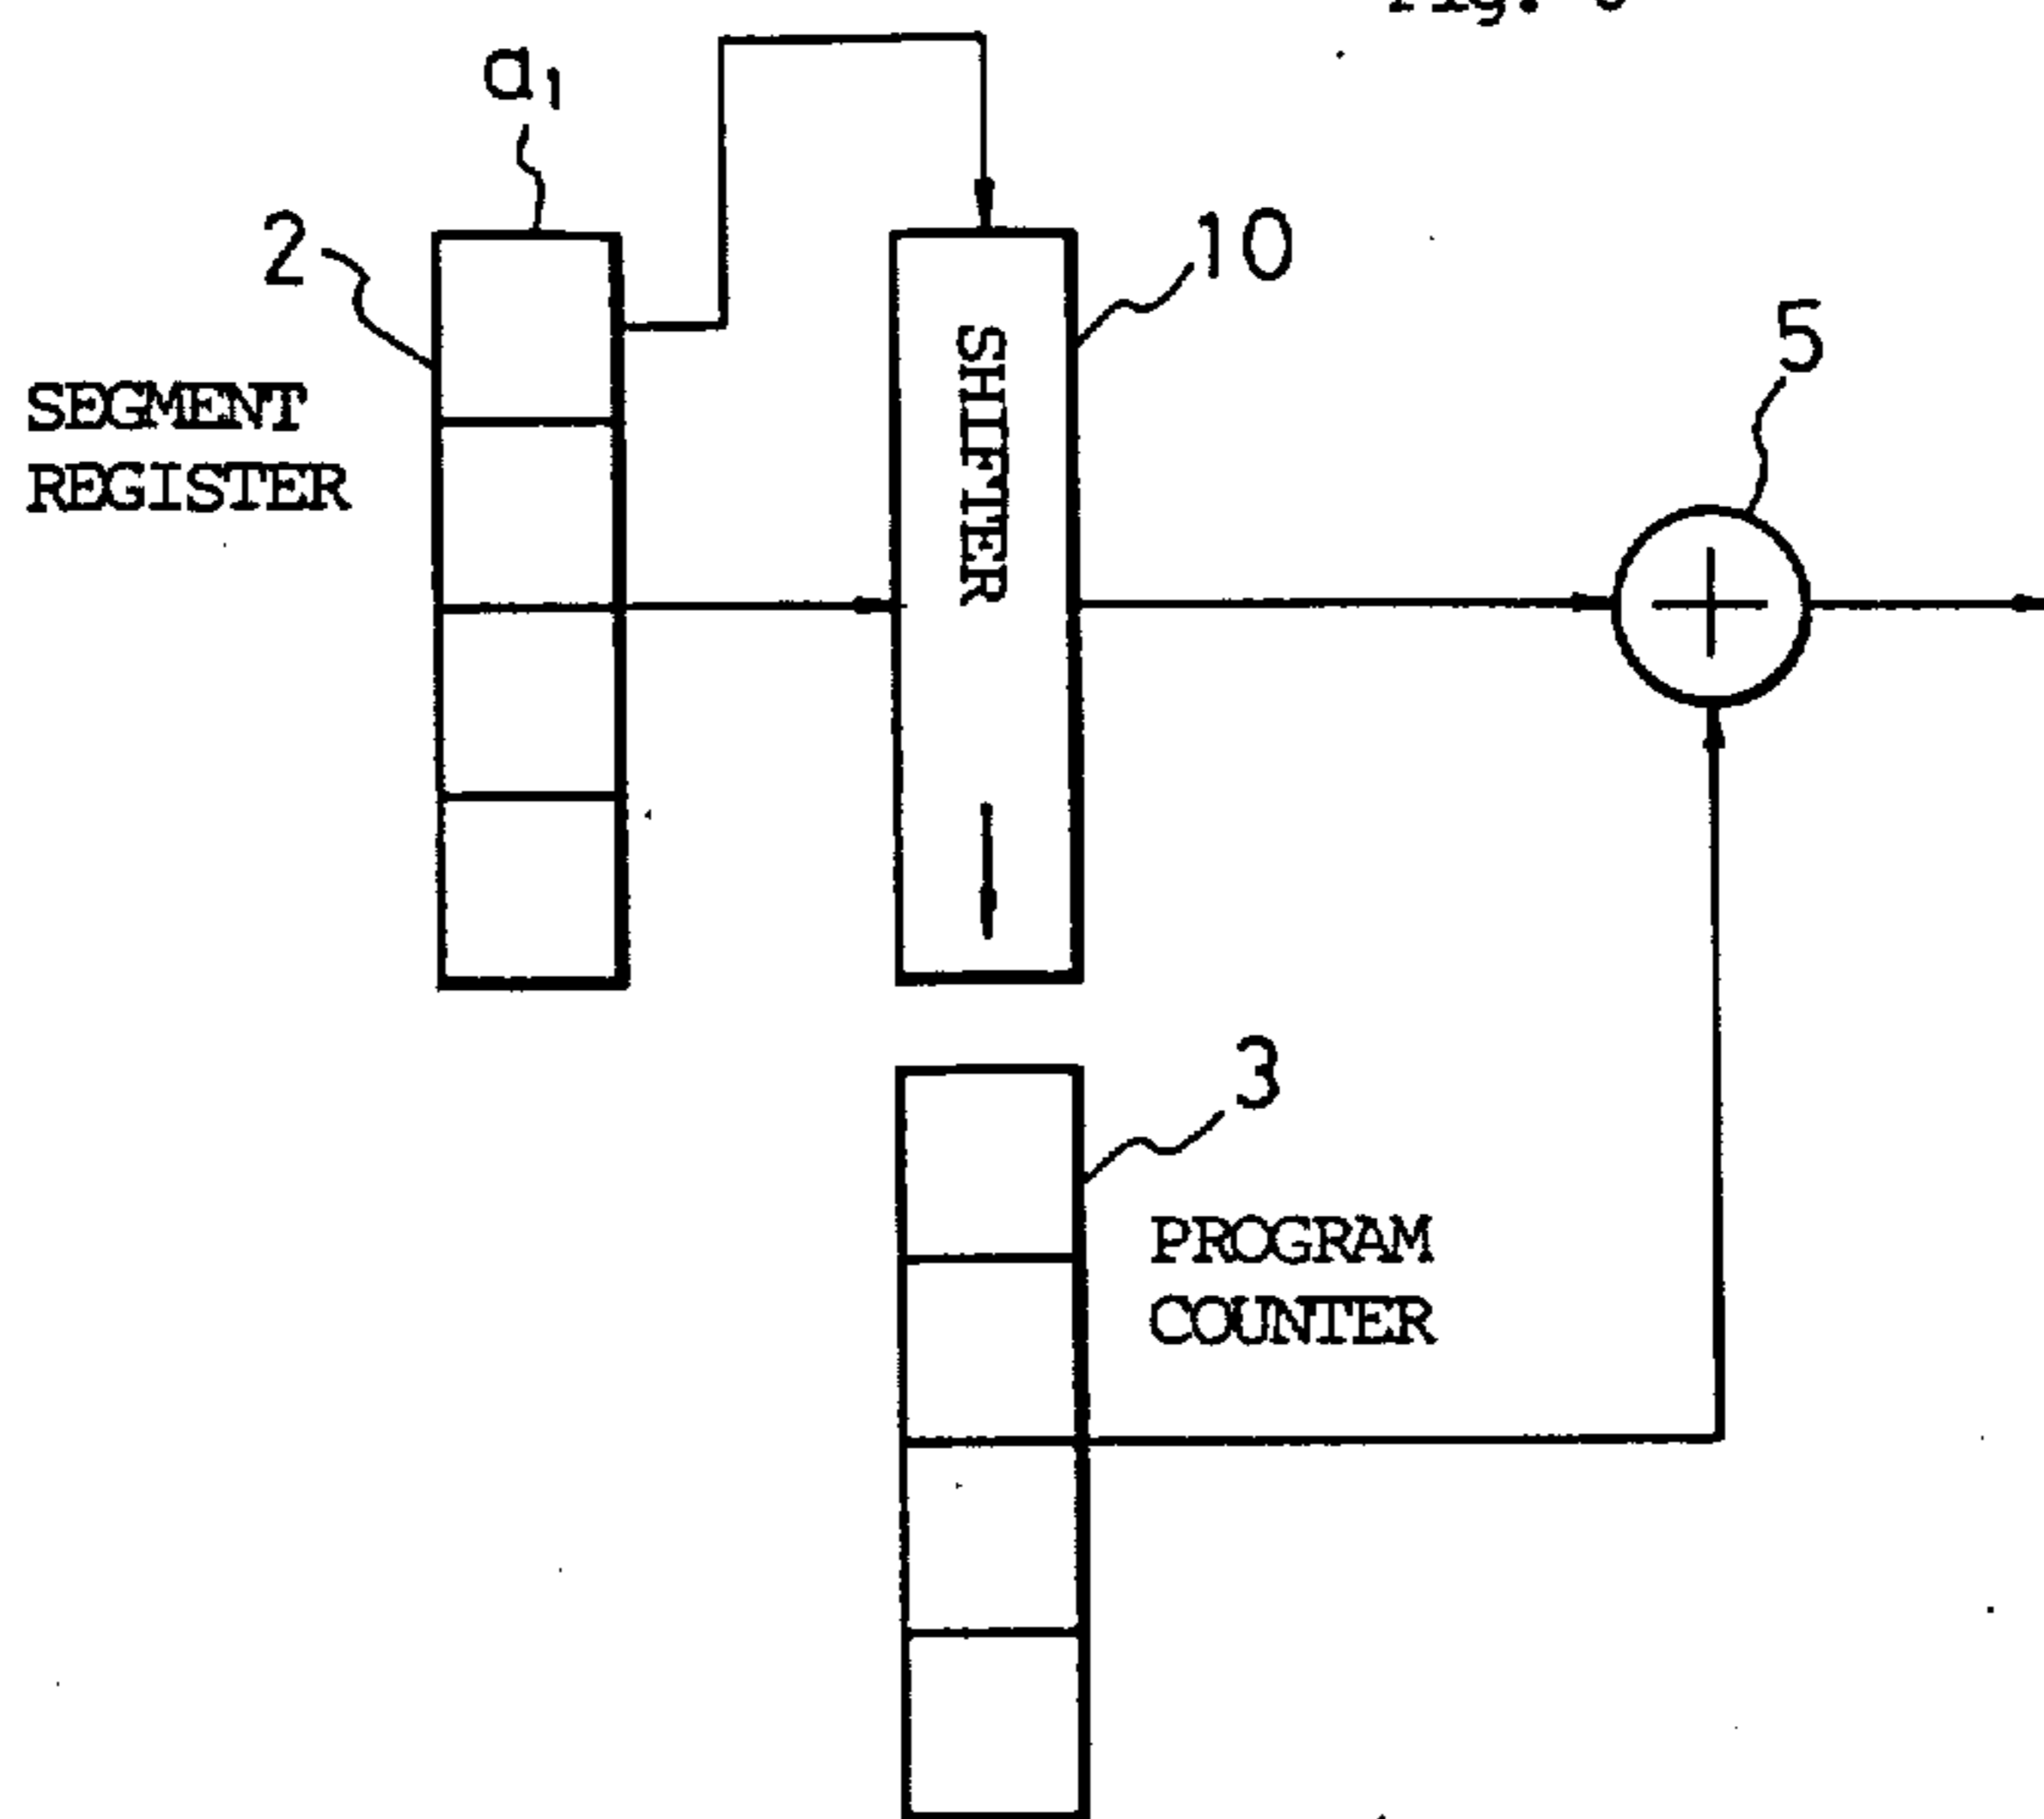 a1
2
10
SEGMENT
REGISTER
SHIFTER
5
3
PROGRAM
COUNTER